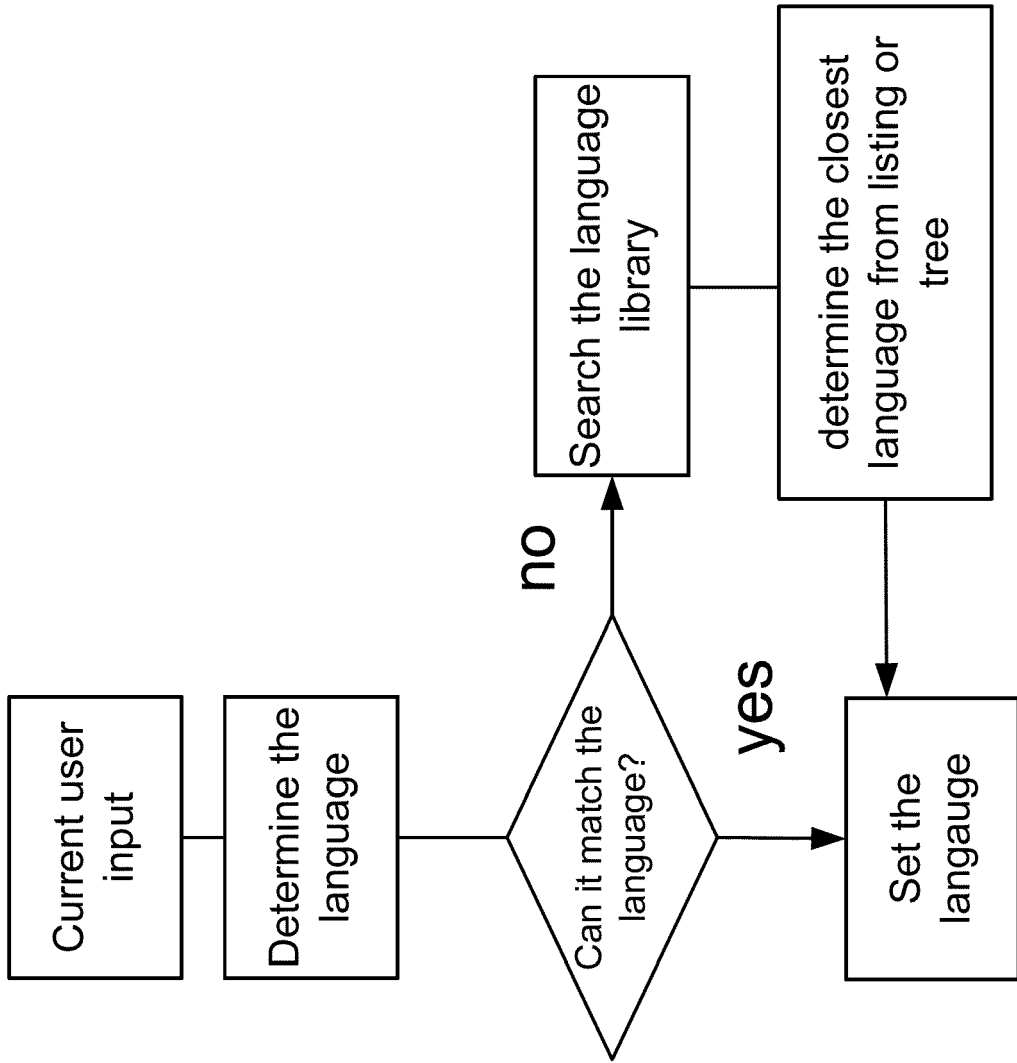 Current user
input
Determine the
language
Can it match the
language?
no
yes
Search the language
library
determine the closest
language from listing or
tree
Set the
langauge